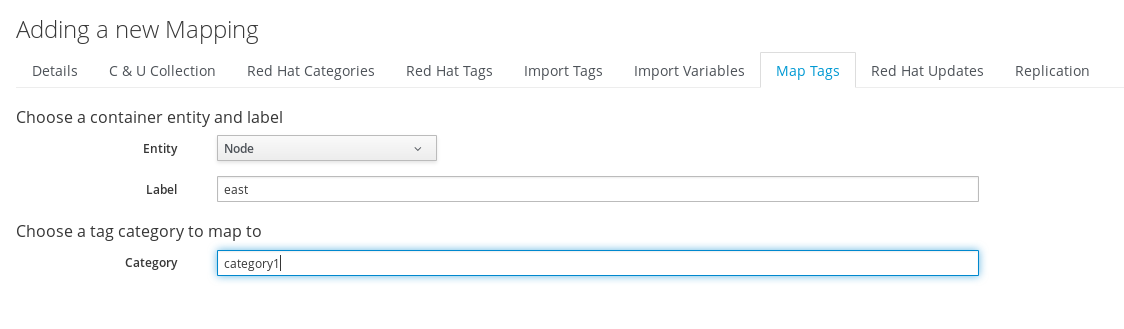 Adding a new Mapping
Details C & U Collection Red Hat Categories Red Hat Tags Import Tags Import Variables Map Tags Red Hat Updates Replication
Choose a container entity and label
Entity Node
Label east
Choose a tag category to map to
Category category1